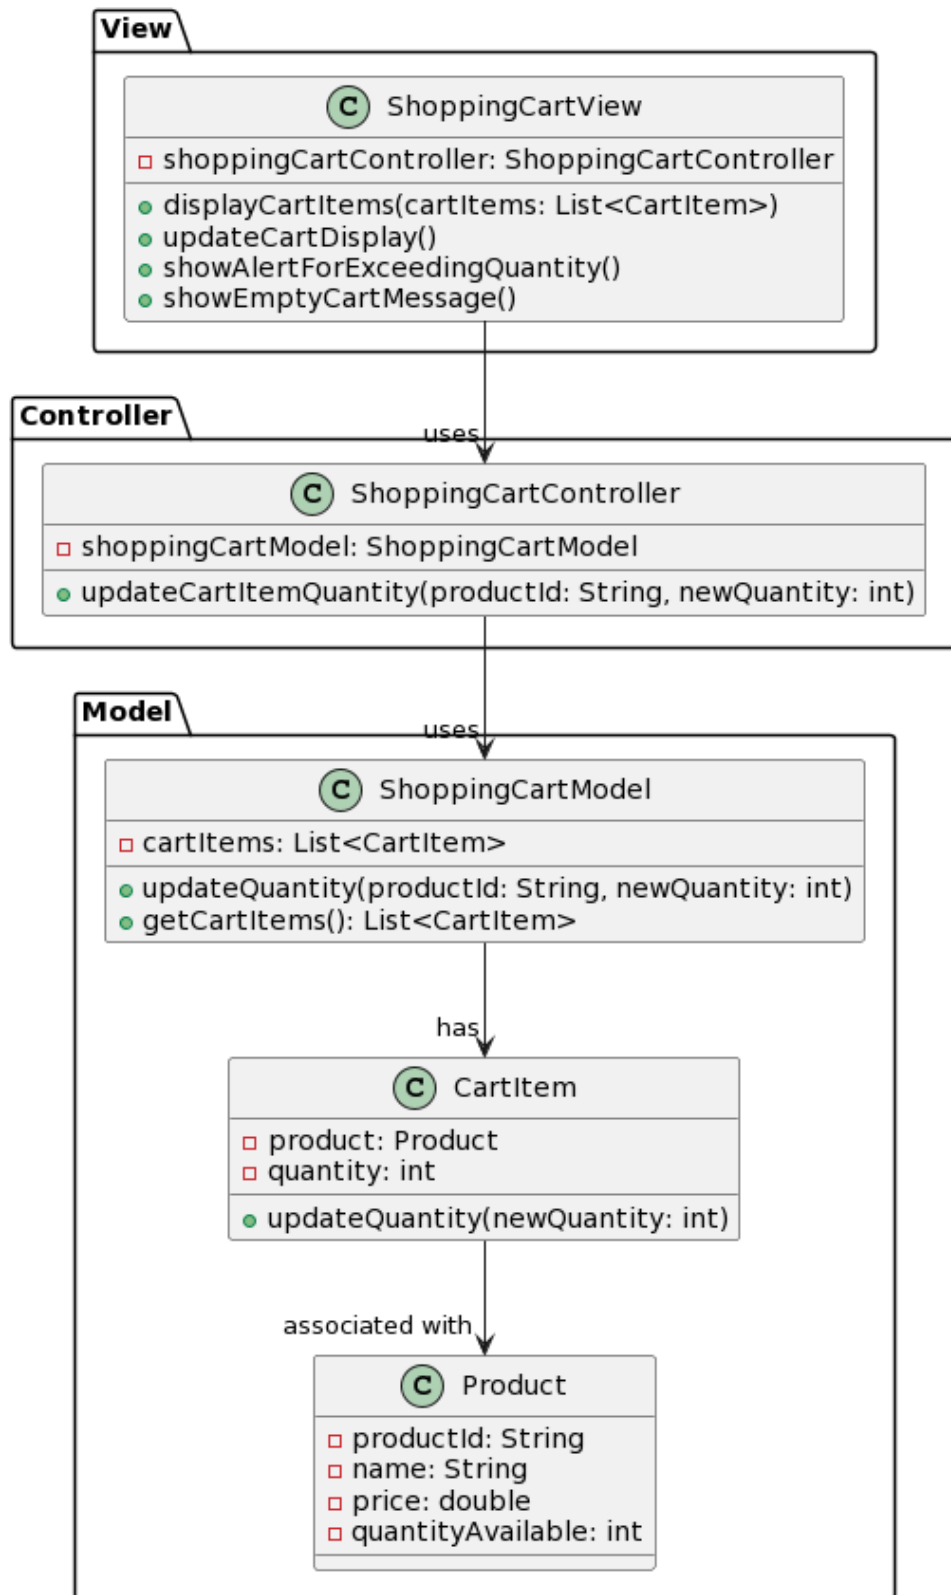 View
C ShoppingCartView
shoppingCartController: ShoppingCartController
displayCartItems(cartItems: List<CartItem>)
updateCartDisplay()
showAlertForExceedingQuantity()
showEmptyCartMessage()
uses
Controller
C ShoppingCartController
shoppingCartModel: ShoppingCartModel
updateCartItemQuantity(productId: String, newQuantity: int)
uses
Model
C ShoppingCartModel
cartItems: List<CartItem>
updateQuantity(productId: String, newQuantity: int)
getCartItems(): List<CartItem>
has
C CartItem
product: Product
quantity: int
updateQuantity(newQuantity: int)
associated with
C Product
productId: String
name: String
price: double
quantityAvailable: int